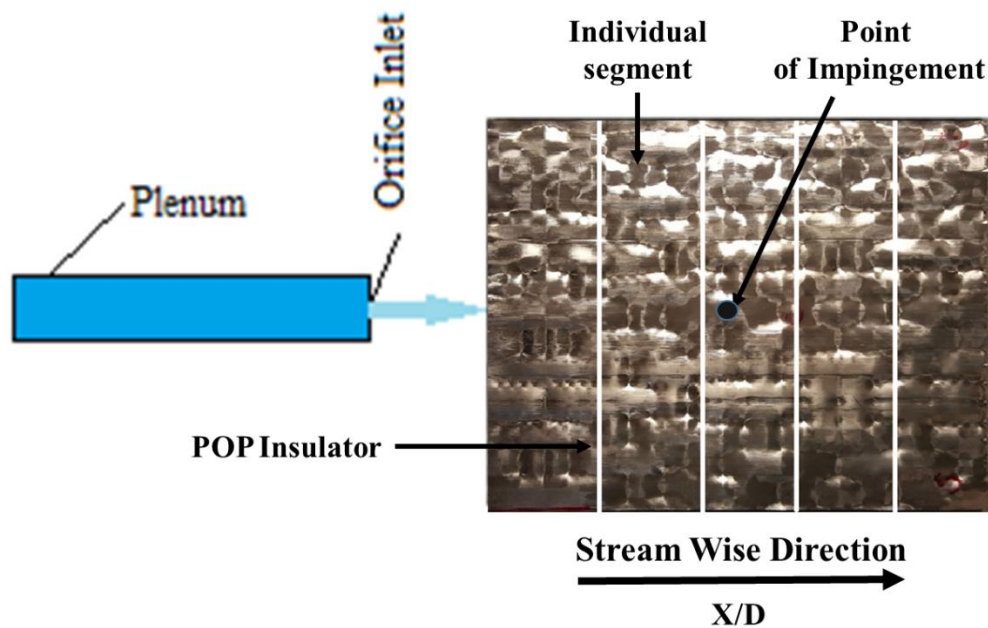 Individual
segment
Point
of Impingement
Orifice Inlet
Plenum
POP Insulator
Stream Wise Direction
X/D